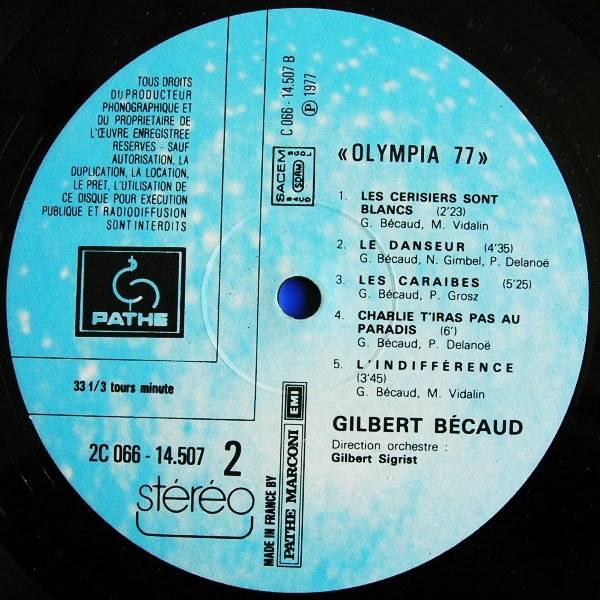 TOUS DROITS
DU PRODUCTEUR
PHONOGRAPHIQUE ET
DU PROPRIETAIRE DE
L'ŒUVRE ENREGISTREE
RESERVES - SAUF
AUTORISATION, LA
DUPLICATION, LA LOCATION,
LE PRET, L'UTILISATION DE
CE DISQUE POUR EXECUTION
PUBLIQUE ET RADIODIFFUSION
SONT INTERDITS
PATHE
33 1/3 tours minute
2C 066 - 14.507 2
stéréo
C 066 - 14.507 B
Ⓟ 1977
SACEM
SDRM
MADE IN FRANCE BY
PATHE MARCONI EMI
«OLYMPIA 77»
1. LES CERISIERS SONT
BLANCS (2'23)
G. Bécaud, M. Vidalin
2. LE DANSEUR (4'35)
G. Bécaud, N. Gimbel, P. Delanoë
3. LES CARAIBES (5'25)
G. Bécaud, P. Grosz
4. CHARLIE T'IRAS PAS AU
PARADIS (6')
G. Bécaud, P. Delanoë
5. L'INDIFFÉRENCE
(3'45)
G. Bécaud, M. Vidalin
GILBERT BÉCAUD
Direction orchestre :
Gilbert Sigrist